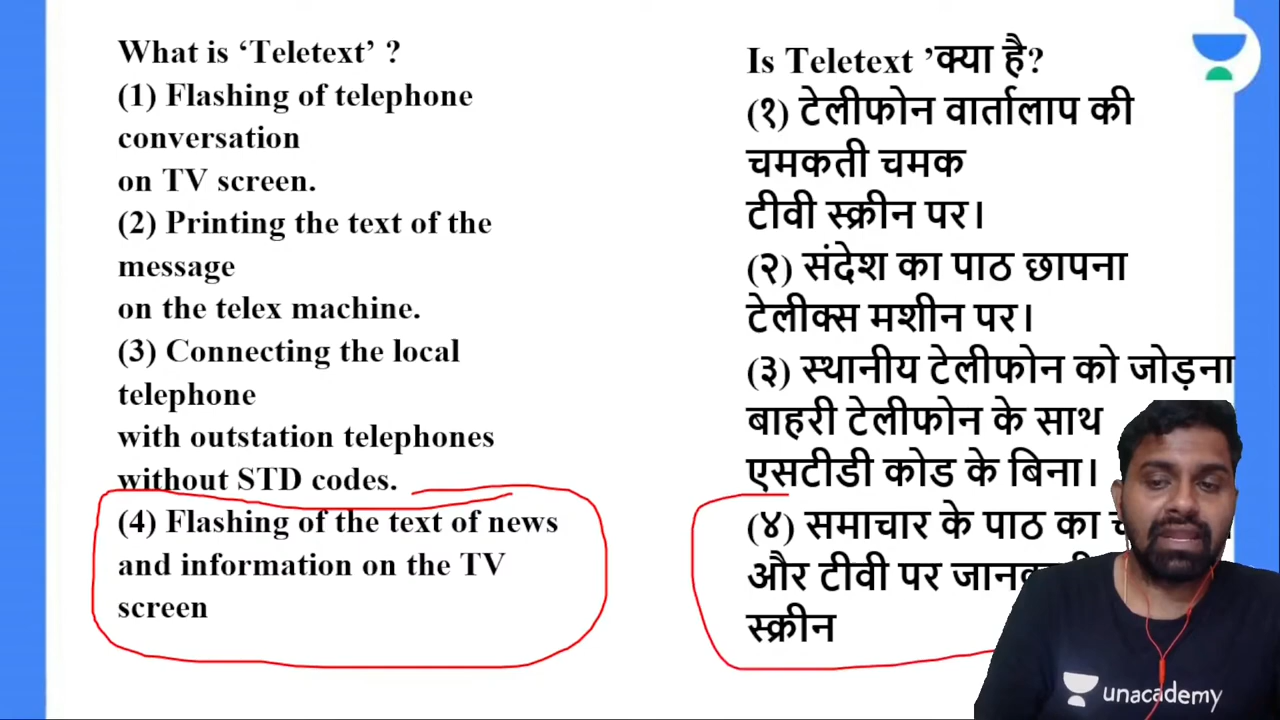 What is ‘Teletext’ ?
(1) Flashing of telephone
conversation
on TV screen.
(2) Printing the text of the
message
on the telex machine.
(3) Connecting the local
telephone
with outstation telephones
without STD codes.
(4) Flashing of the text of news
and information on the TV
screen
Is Teletext ’क्या है?
(१) टेलीफोन वार्तालाप की
चमकती चमक
टीवी स्क्रीन पर।
(२) संदेश का पाठ छापना
टेलीक्स मशीन पर।
(३) स्थानीय टेलीफोन को जोड़ना
बाहरी टेलीफोन के साथ
एसटीडी कोड के बिना।
(४) समाचार के पाठ का
और टीवी पर
स्क्रीन
unacademy